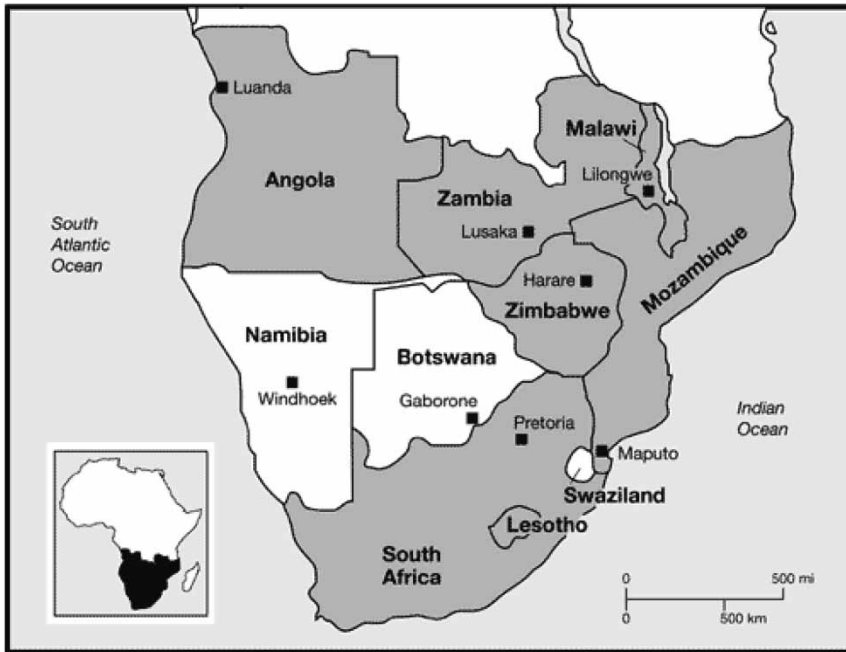 Luanda
Malawi
Angola
Lilongwe
Zambia
South
Atlantic
Ocean
Lusaka
Mozambique
Harare
Zimbabwe
Namibia
Botswana
Windhoek
Gaborone
Pretoria
Indian
Ocean
Maputo
Swaziland
Lesotho
South
Africa
0 500 mi
0 500 km